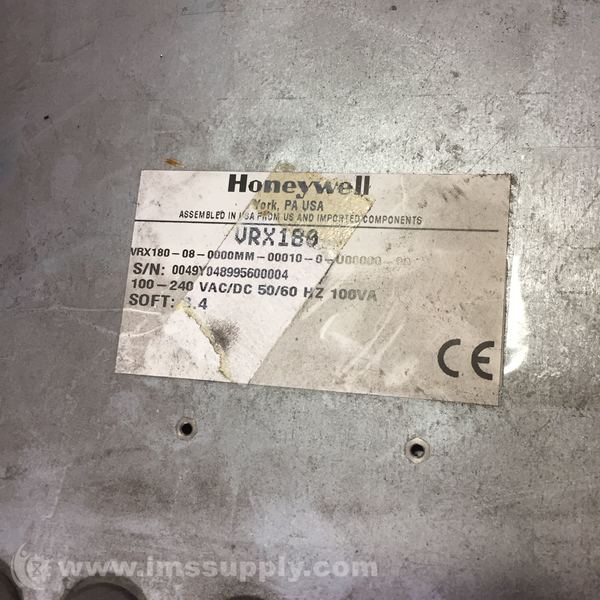 Honeywell
York, PA USA
ASSEMBLED IN USA FROM US AND IMPORTED COMPONENTS
VRX180
VRX180-08-0000MM-00010-0-U00000-00
S/N: 0049Y048995600004
100-240 VAC/DC 50/60 HZ 100VA
SOFT: .4
CE
www.imssupply.com